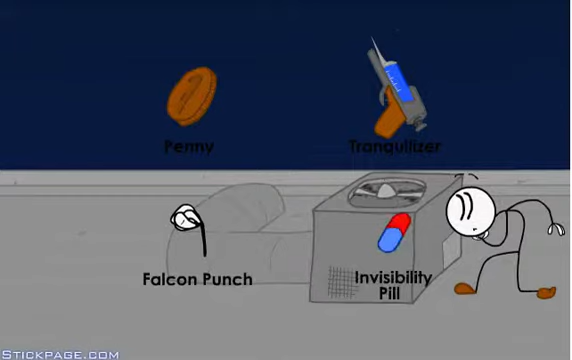 Penny
Tranquilizer
Falcon Punch
Invisibility
Pill
STICKPAGE.COM